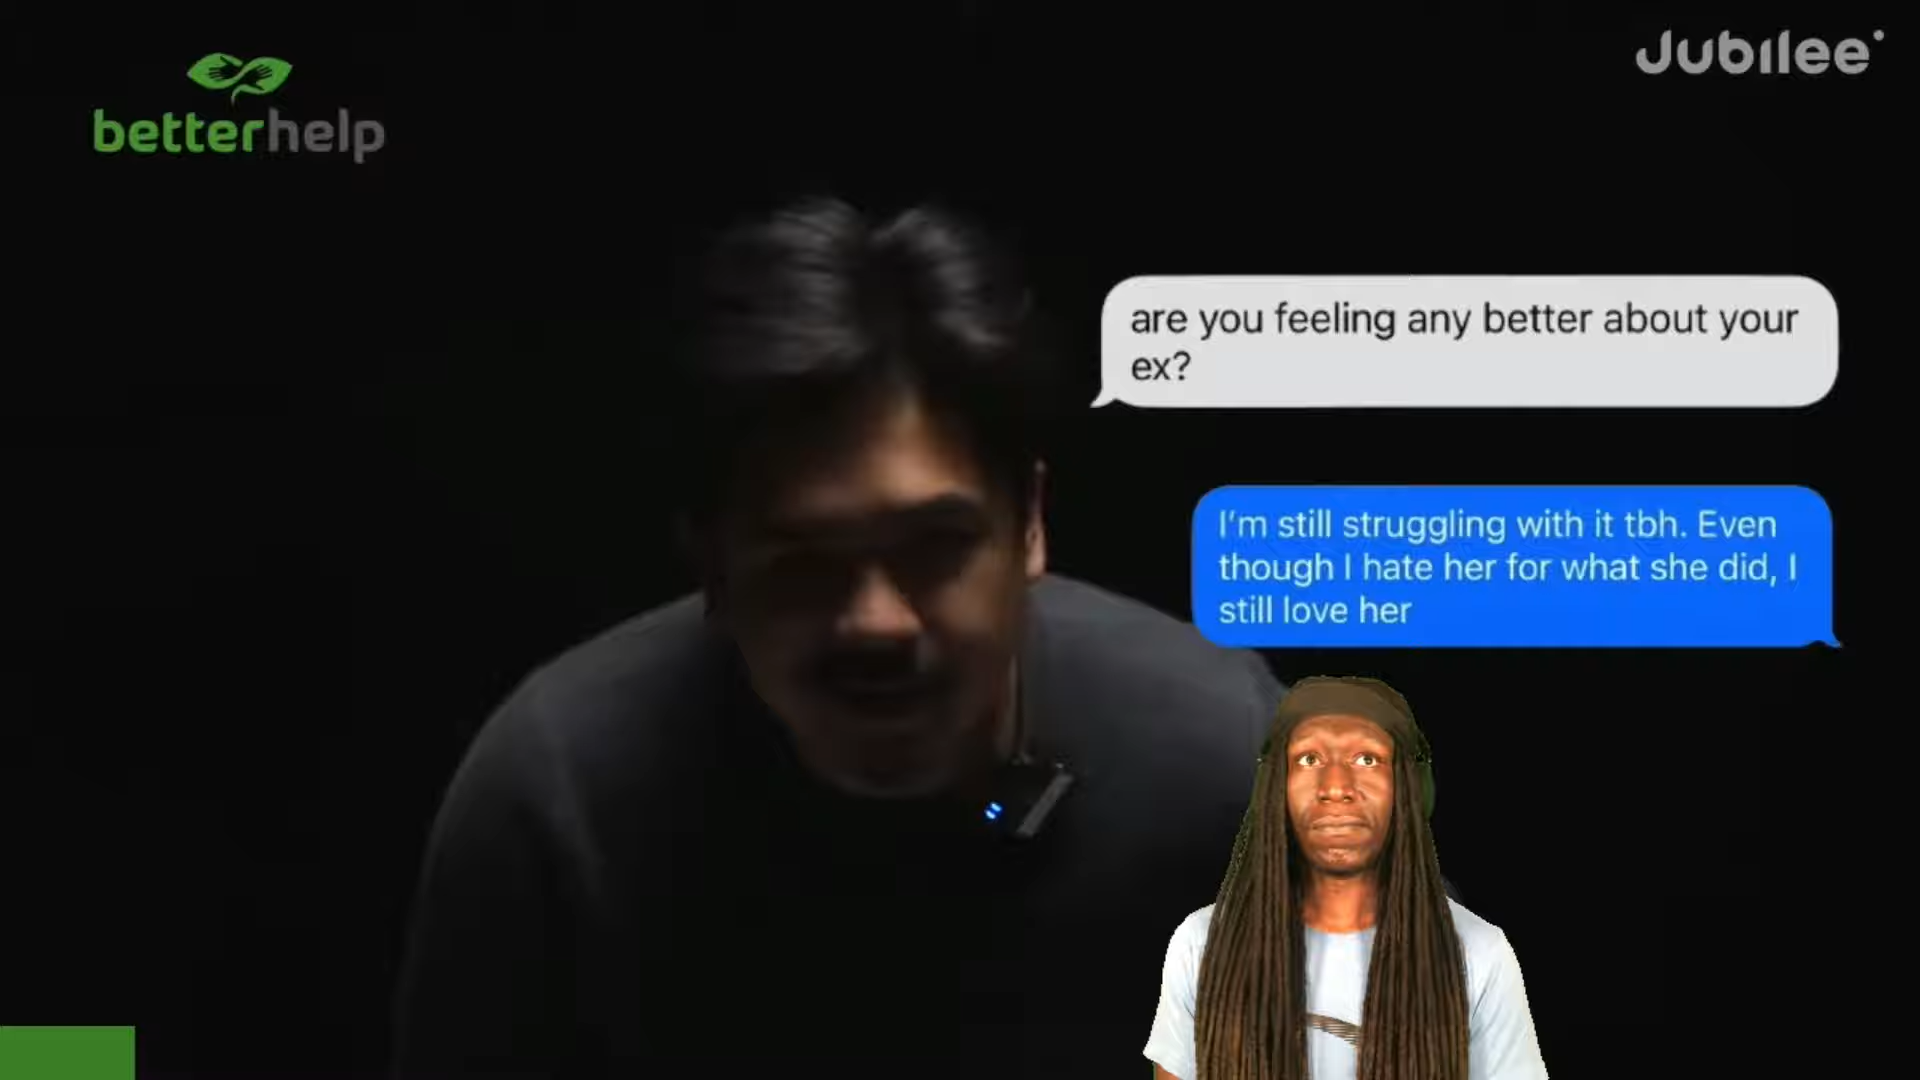 betterhelp
Jubilee
are you feeling any better about your
ex?
I'm still struggling with it tbh. Even
though I hate her for what she did, I
still love her